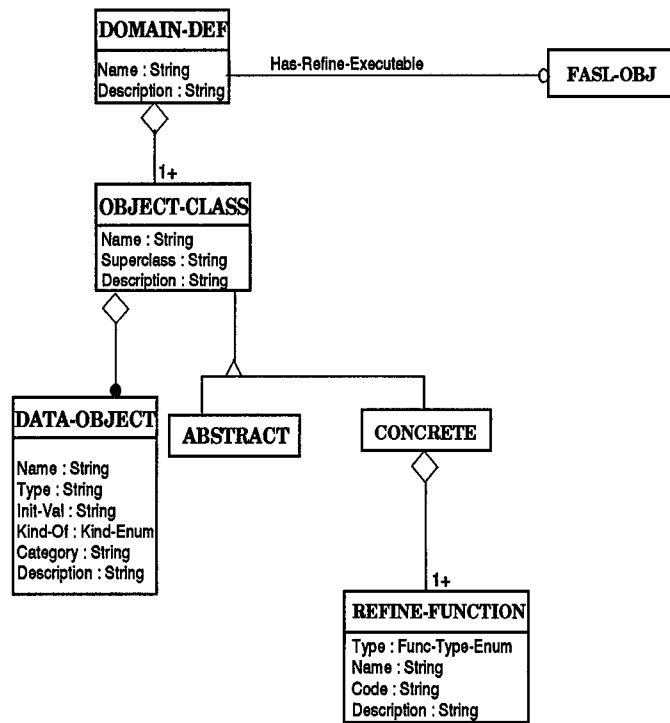 DOMAIN-DEF
Name : String
Description : String
Has-Refine-Executable
FASL-OBJ
1+
OBJECT-CLASS
Name : String
Superclass : String
Description : String
DATA-OBJECT
Name : String
Type : String
Init-Val : String
Kind-Of : Kind-Enum
Category : String
Description : String
ABSTRACT
CONCRETE
1+
REFINE-FUNCTION
Type : Func-Type-Enum
Name : String
Code : String
Description : String